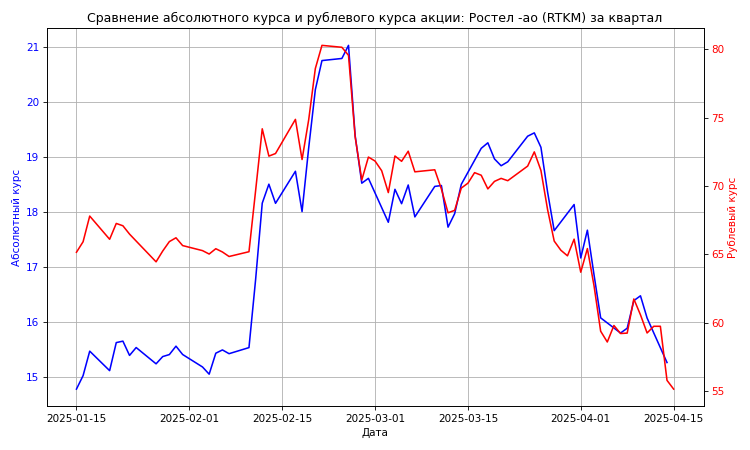 Сравнение абсолютного курса и рублевого курса акции: Ростел -ао (RTKM) за квартал
Абсолютный курс
21
20
19
18
17
16
15
80
75
70
65
60
55
Рублевый курс
2025-01-15 2025-02-01 2025-02-15 2025-03-01 2025-03-15 2025-04-01 2025-04-15
Дата